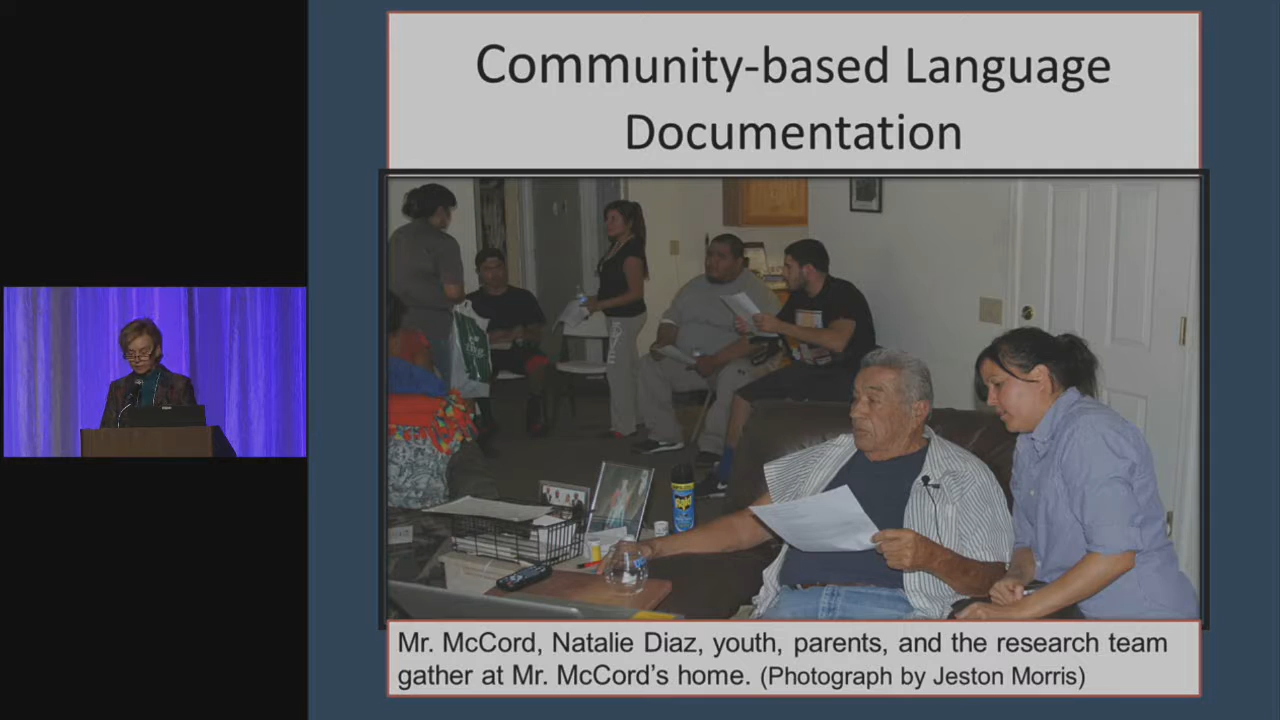 Community-based Language
Documentation
Raid
Mr. McCord, Natalie Diaz, youth, parents, and the research team
gather at Mr. McCord's home. (Photograph by Jeston Morris)